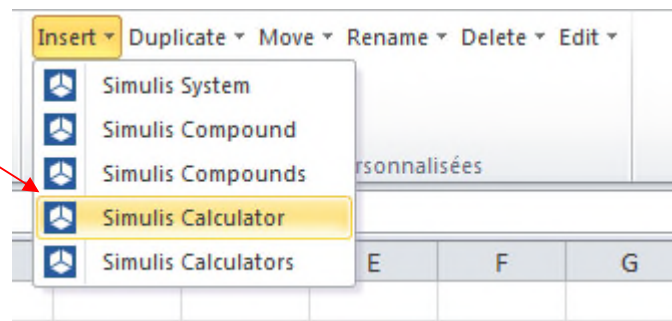 Insert Duplicate Move Rename Delete Edit
Simulis System
Simulis Compound
Simulis Compounds
rsonnalisées
Simulis Calculator
Simulis Calculators
E F G